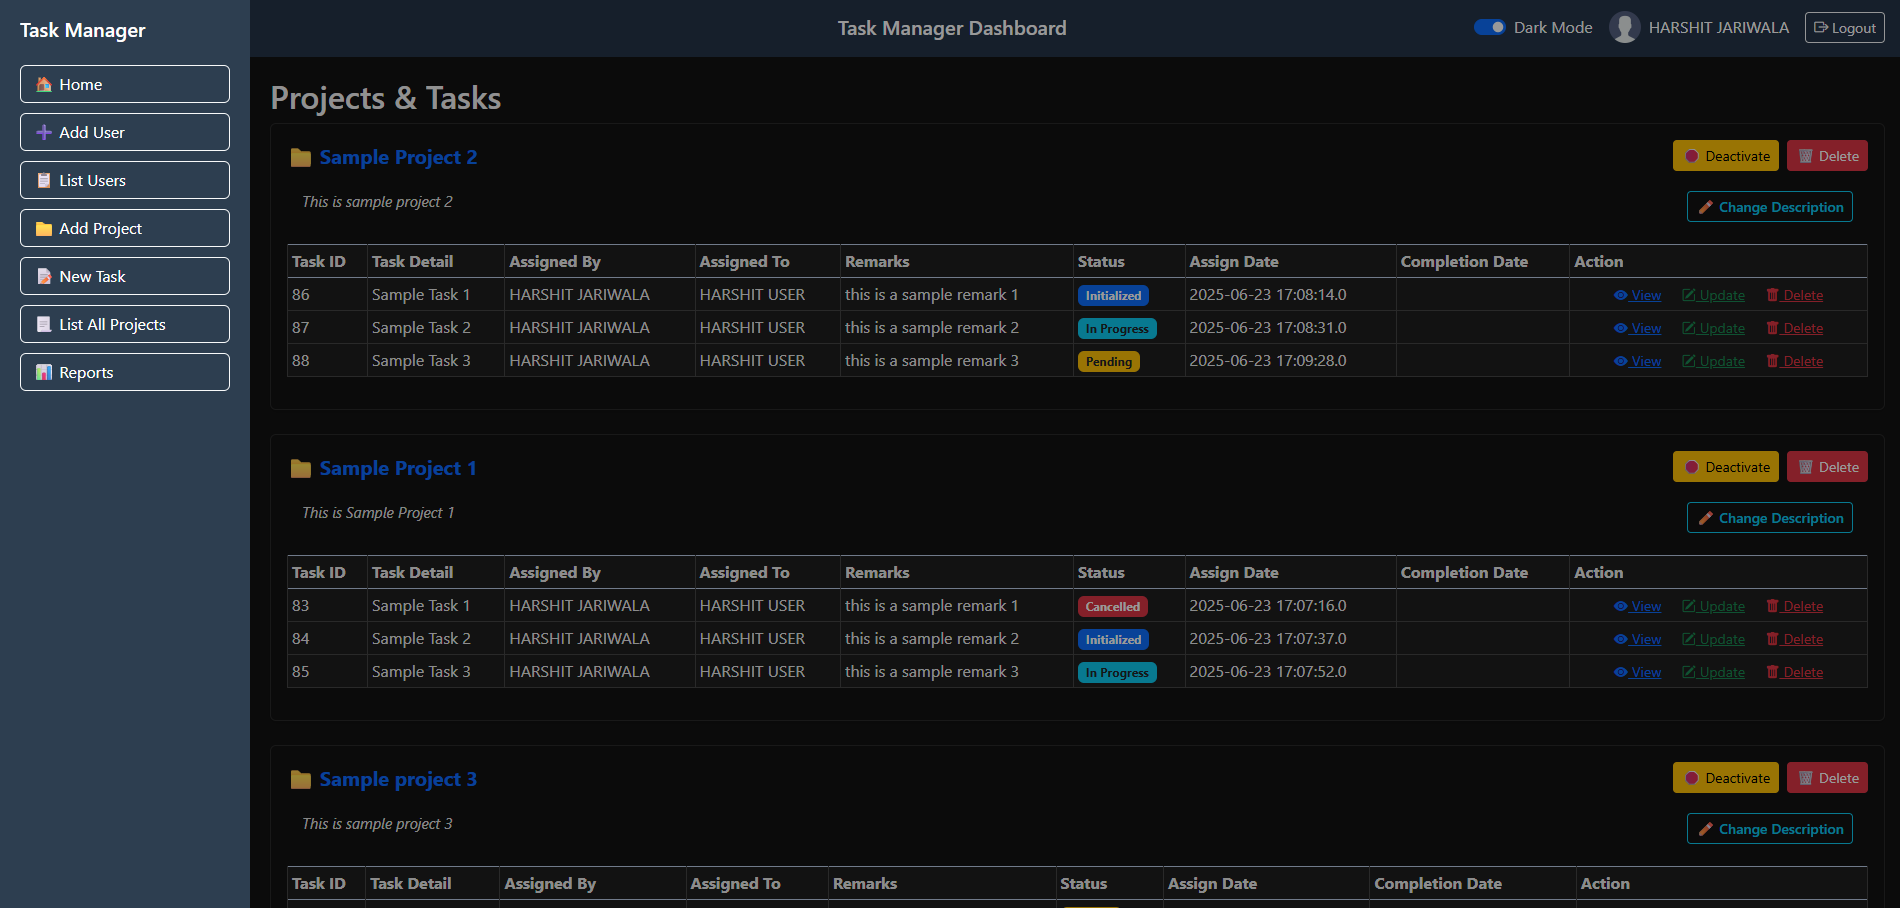 Task Manager
Home
Add User
List Users
Add Project
New Task
List All Projects
Reports
Task Manager Dashboard
Dark Mode HARSHIT JARIWALA Logout
Projects & Tasks
Sample Project 2 Deactivate Delete
This is sample project 2 Change Description
Task ID Task Detail Assigned By Assigned To Remarks Status Assign Date Completion Date Action
86 Sample Task 1 HARSHIT JARIWALA HARSHIT USER this is a sample remark 1 Initialized 2025-06-23 17:08:14.0 View Update Delete
87 Sample Task 2 HARSHIT JARIWALA HARSHIT USER this is a sample remark 2 In Progress 2025-06-23 17:08:31.0 View Update Delete
88 Sample Task 3 HARSHIT JARIWALA HARSHIT USER this is a sample remark 3 Pending 2025-06-23 17:09:28.0 View Update Delete
Sample Project 1 Deactivate Delete
This is Sample Project 1 Change Description
Task ID Task Detail Assigned By Assigned To Remarks Status Assign Date Completion Date Action
83 Sample Task 1 HARSHIT JARIWALA HARSHIT USER this is a sample remark 1 Cancelled 2025-06-23 17:07:16.0 View Update Delete
84 Sample Task 2 HARSHIT JARIWALA HARSHIT USER this is a sample remark 2 Initialized 2025-06-23 17:07:37.0 View Update Delete
85 Sample Task 3 HARSHIT JARIWALA HARSHIT USER this is a sample remark 3 In Progress 2025-06-23 17:07:52.0 View Update Delete
Sample project 3 Deactivate Delete
This is sample project 3 Change Description
Task ID Task Detail Assigned By Assigned To Remarks Status Assign Date Completion Date Action